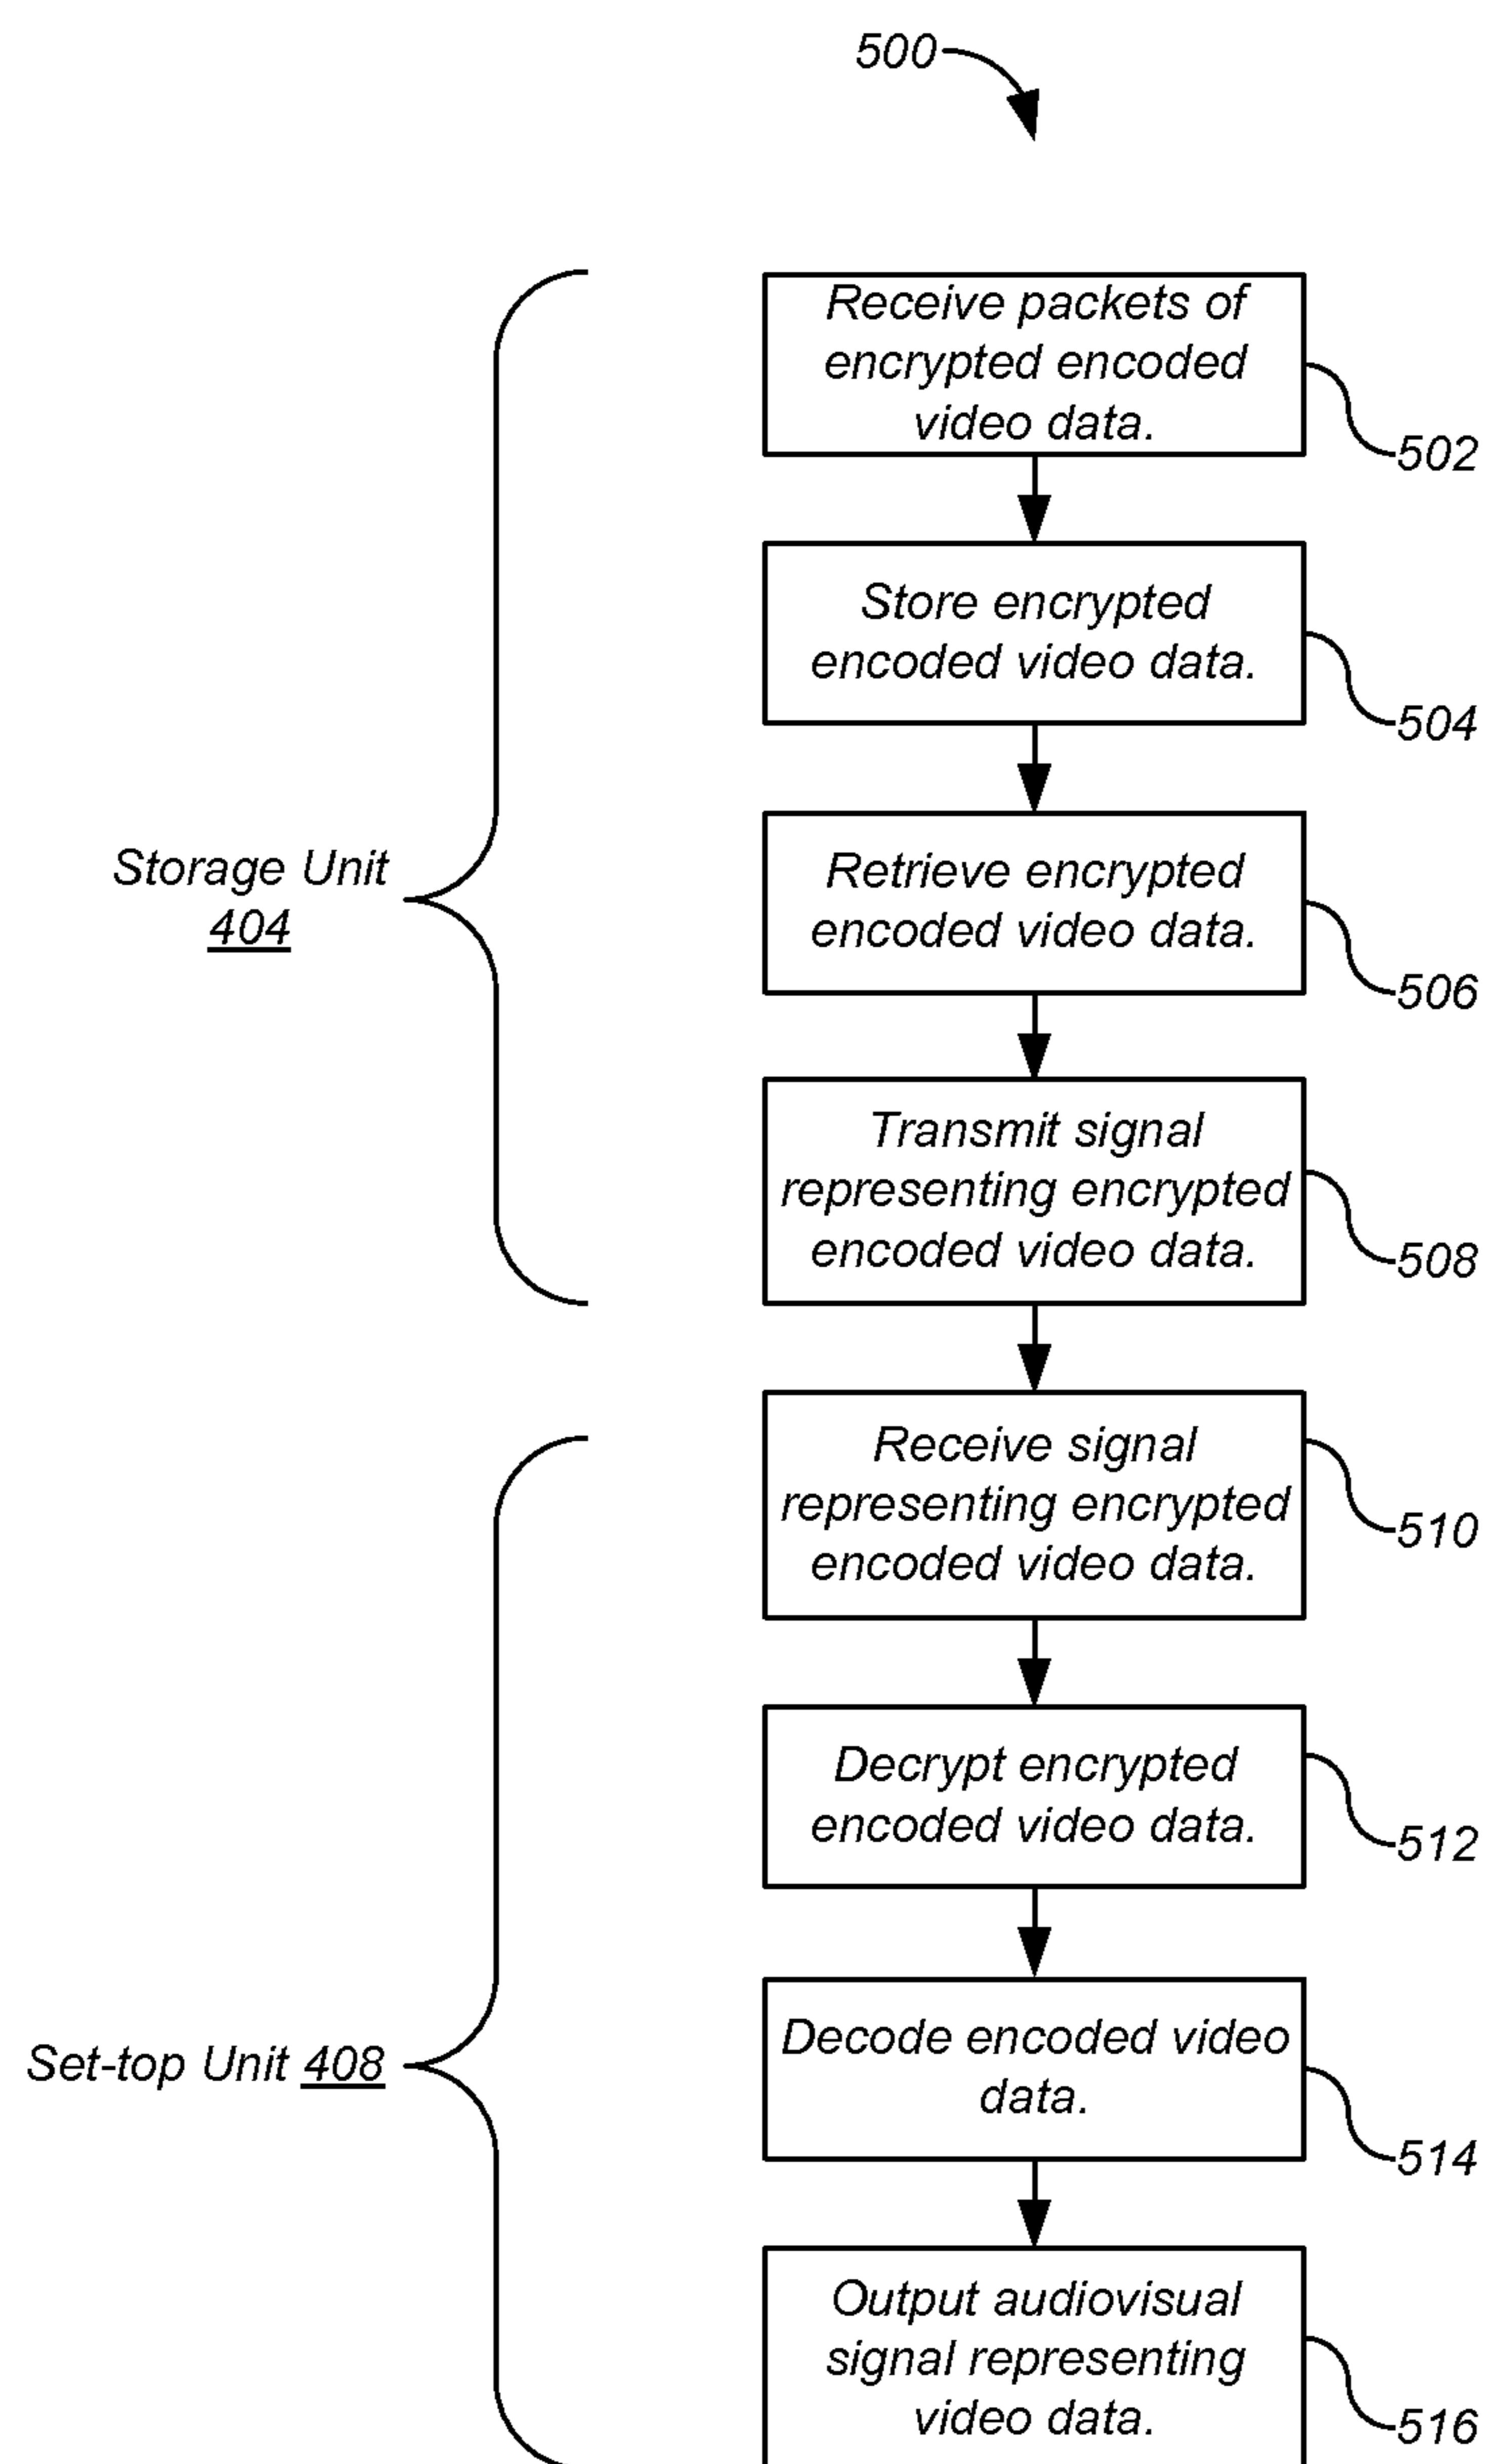 500
Receive packets of
encrypted encoded
video data.
502
Store encrypted
encoded video data.
504
Storage Unit
404
Retrieve encrypted
encoded video data.
506
Transmit signal
representing encrypted
encoded video data.
508
Receive signal
representing encrypted
encoded video data.
510
Decrypt encrypted
encoded video data.
512
Set-top Unit 408
Decode encoded video
data.
514
Output audiovisual
signal representing
video data.
516